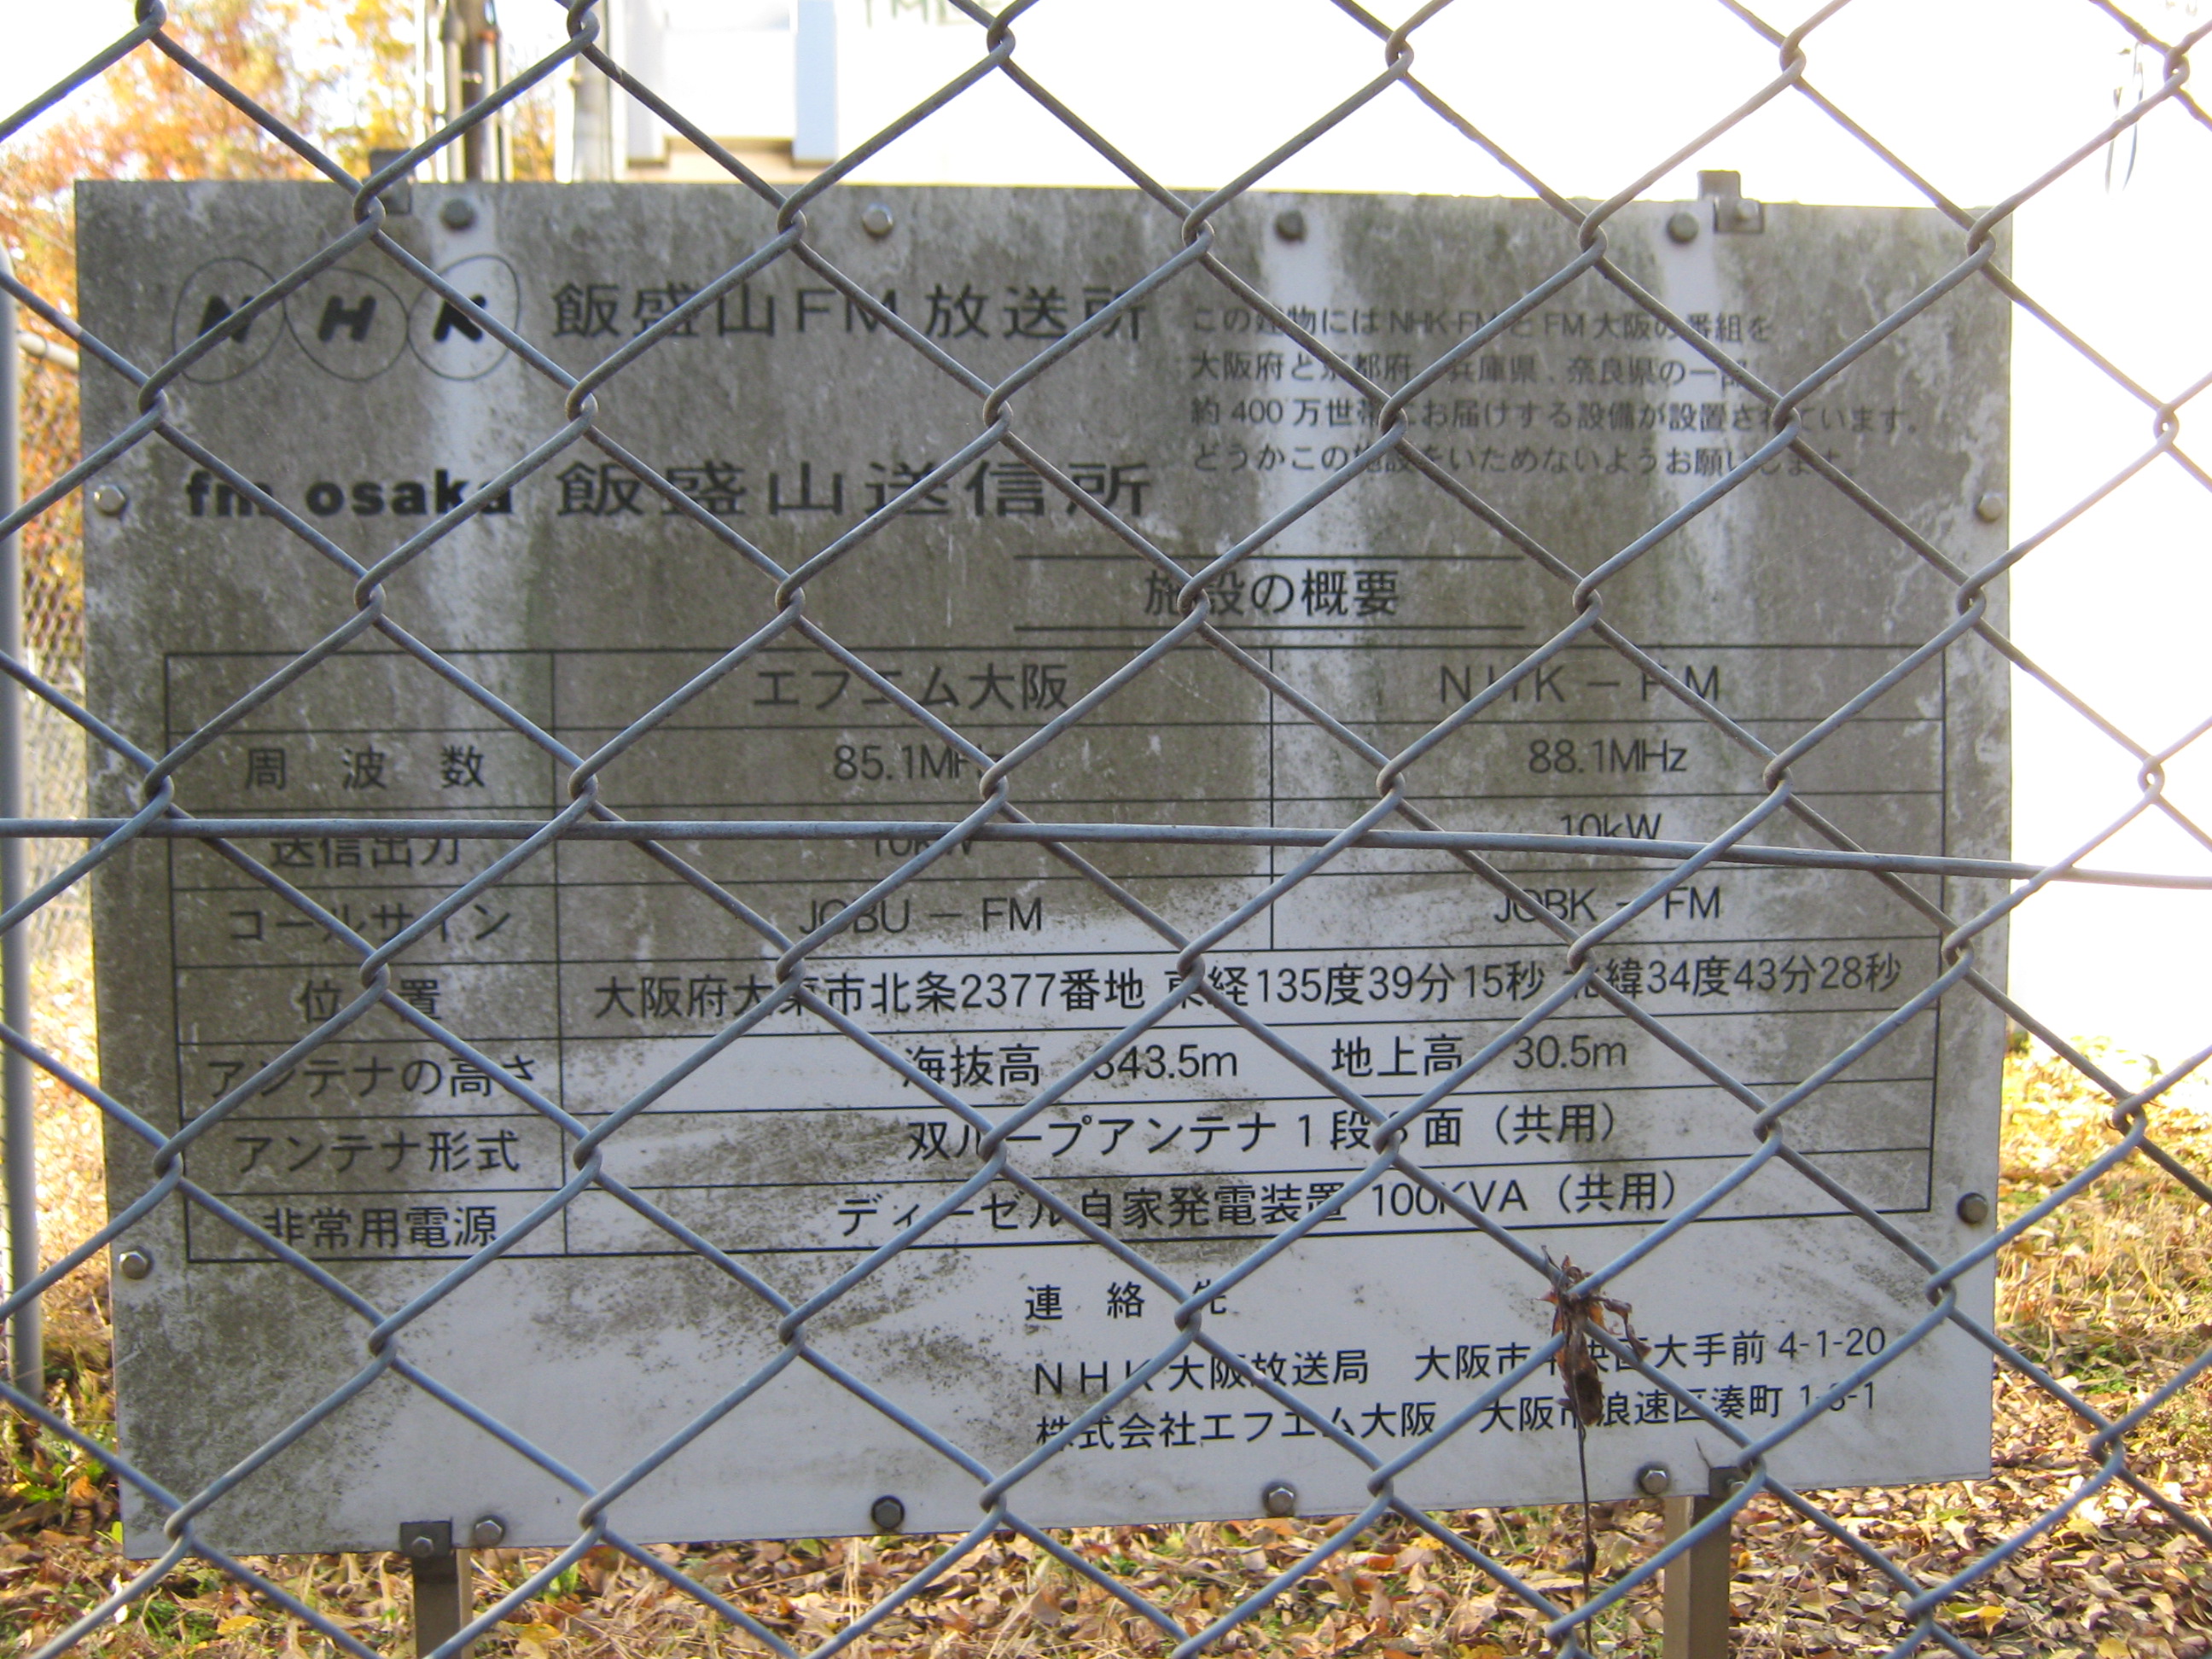 NHK 飯盛山FM放送所
この建物にはNHK-FMとFM大阪の番組を
大阪府と京都府、兵庫県、奈良県の一部
約400万世帯にお届けする設備が設置されています。
どうかこの施設をいためないようお願いします。
fm osaka 飯盛山送信所
施設の概要
エフエム大阪 NHK－FM
周波数 85.1MHz 88.1MHz
送信出力 10kW 10kW
コールサイン JOBU－FM JOBK－FM
位置 大阪府大東市北条2377番地 東経135度39分15秒 北緯34度43分28秒
アンテナの高さ 海抜高 343.5m 地上高 30.5m
アンテナ形式 双ループアンテナ1段 面（共用）
非常用電源 ディーゼル自家発電装置 100KVA（共用）
連絡先
NHK大阪放送局 大阪市中央区大手前4-1-20
株式会社エフエム大阪 大阪市浪速区湊町